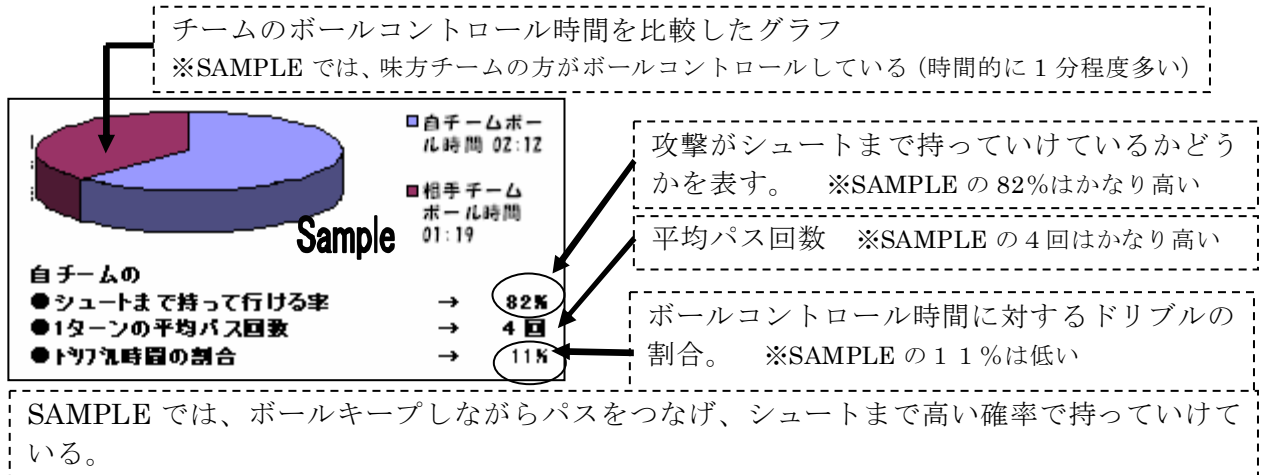 チームのボールコントロール時間を比較したグラフ
※SAMPLE では、味方チームの方がボールコントロールしている（時間的に 1 分程度多い）
自チームボー
ル時間 02:12
相手チーム
ボール時間
01:19
Sample
自チームの
●シュートまで持って行ける率 → 82%
●1ターンの平均パス回数 → 4 回
●ﾄﾞﾘﾌﾞﾙ時間の割合 → 11%
攻撃がシュートまで持っていけているかどう
かを表す。 ※SAMPLE の 82%はかなり高い
平均パス回数 ※SAMPLE の 4 回はかなり高い
ボールコントロール時間に対するドリブルの
割合。 ※SAMPLE の１１%は低い
SAMPLE では、ボールキープしながらパスをつなげ、シュートまで高い確率で持っていけて
いる。